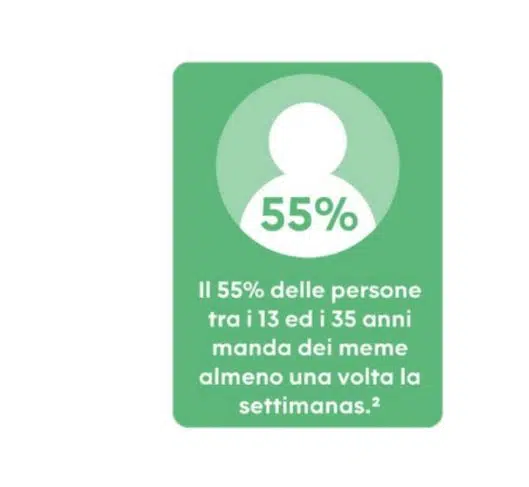 55%
Il 55% delle persone
tra i 13 ed i 35 anni
manda dei meme
almeno una volta la
settimanas.²